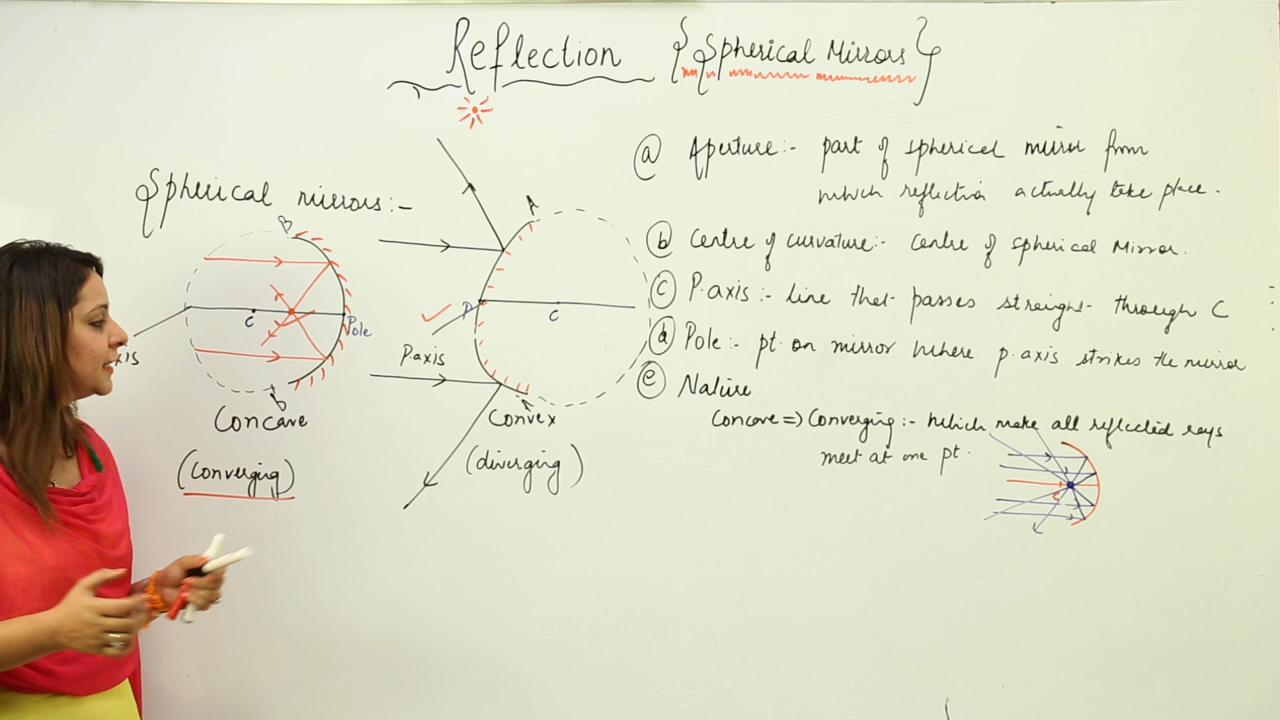 Reflection {Spherical Mirrors}
Spherical mirrors:-
B
C
Pole
xis
b
Concave
(Converging)
A
P
C
P.axis
A
Convex
(diverging)
(a) Aperture:- part of spherical mirror from
which reflection actually take place.
(b) Centre of curvature:- Centre of spherical Mirror.
(c) P.axis:- Line that passes straight through C
(d) Pole:- pt. on mirror where p.axis strikes the mirror
(e) Nature
Concave => Converging:- Which make all reflected rays
meet at one pt.
C